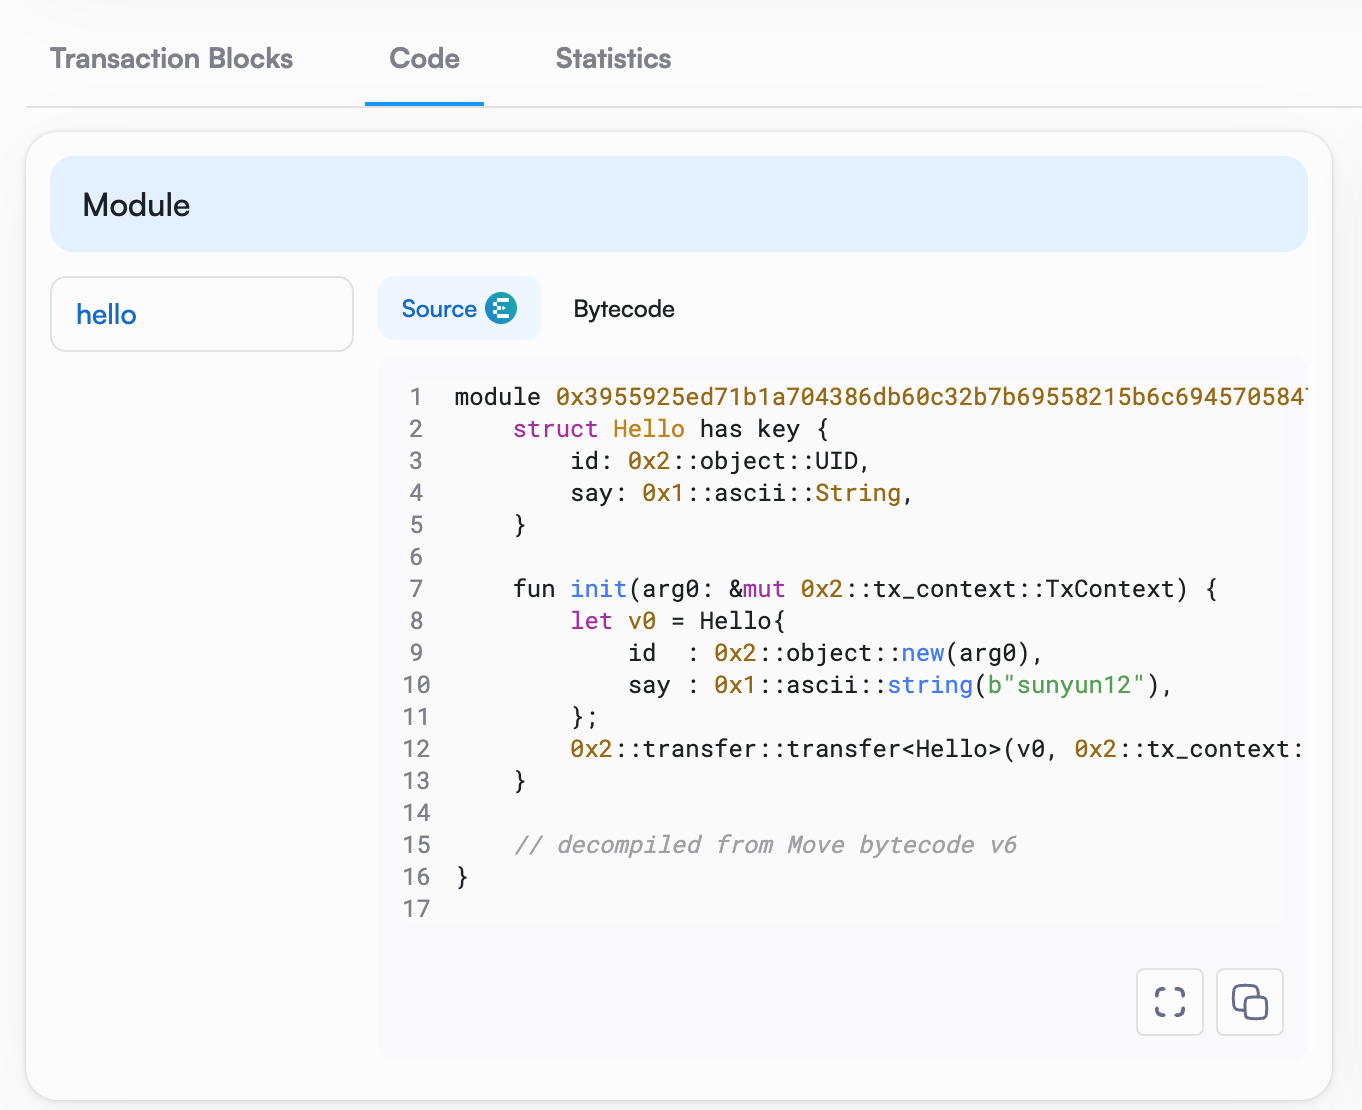 Transaction Blocks Code Statistics
Module
hello
Source Bytecode
1 module 0x3955925ed71b1a704386db60c32b7b69558215b6c694570584
2 struct Hello has key {
3 id: 0x2::object::UID,
4 say: 0x1::ascii::String,
5 }
6
7 fun init(arg0: &mut 0x2::tx_context::TxContext) {
8 let v0 = Hello{
9 id  : 0x2::object::new(arg0),
10 say : 0x1::ascii::string(b"sunyun12"),
11 };
12 0x2::transfer::transfer<Hello>(v0, 0x2::tx_context:
13 }
14
15 // decompiled from Move bytecode v6
16 }
17